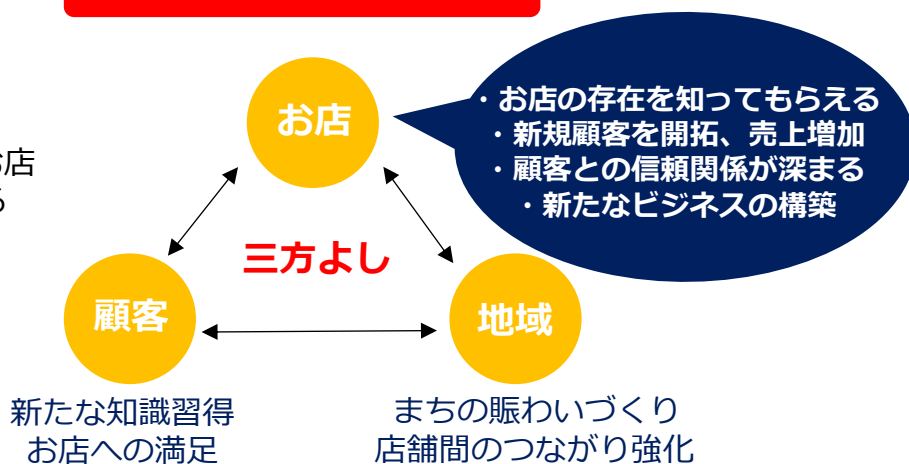 お店
・お店の存在を知ってもらえる
・新規顧客を開拓、売上増加
・顧客との信頼関係が深まる
・新たなビジネスの構築
お店
る
三方よし
顧客
地域
新たな知識習得
お店への満足
まちの賑わいづくり
店舗間のつながり強化